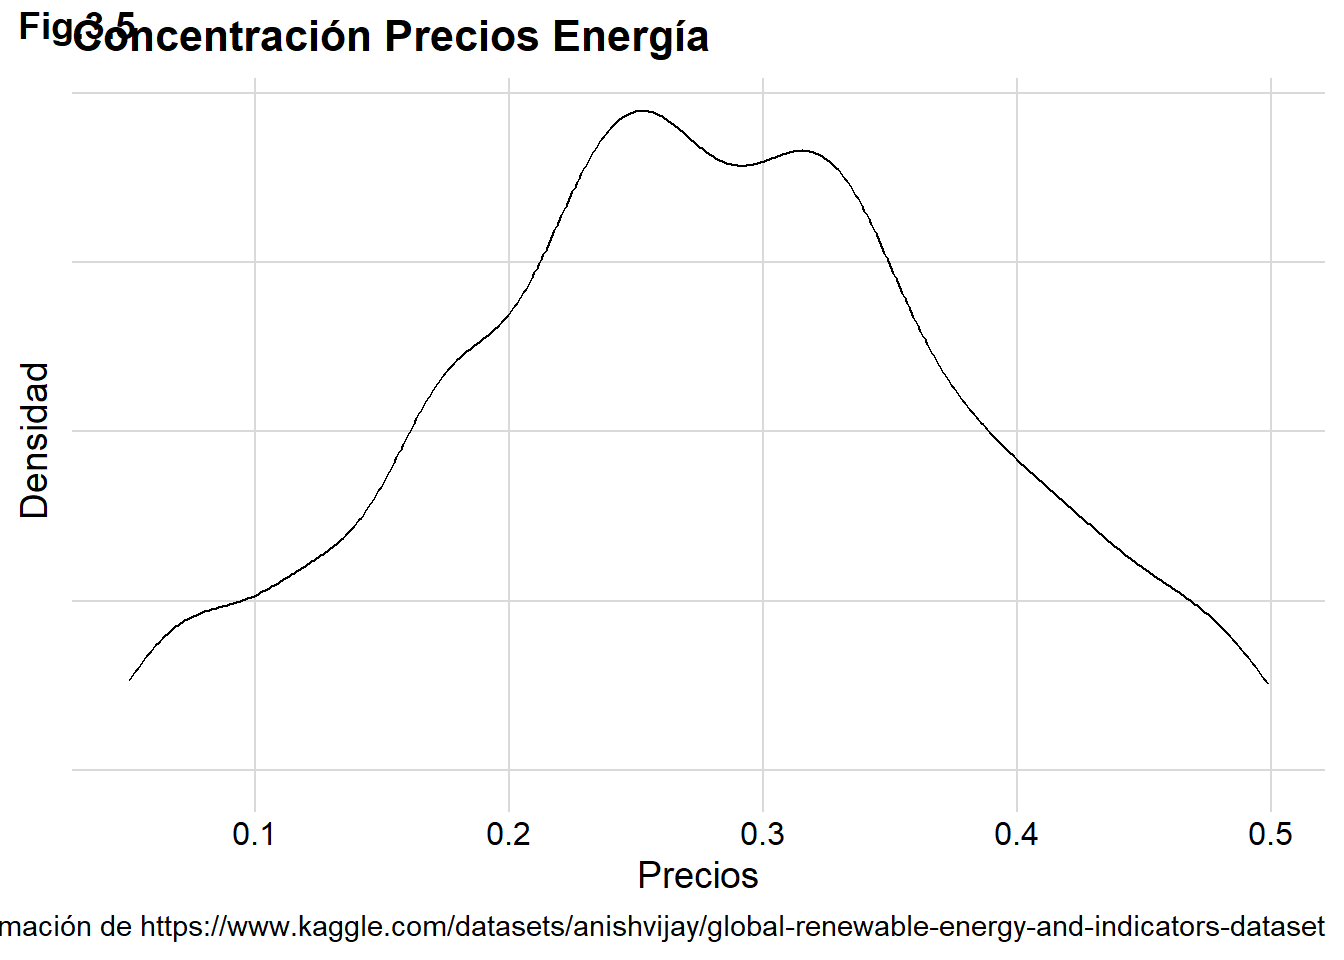 Fig.3.5
Concentración Precios Energía
Densidad
0.1 0.2 0.3 0.4 0.5
Precios
mación de https://www.kaggle.com/datasets/anishvijay/global-renewable-energy-and-indicators-dataset